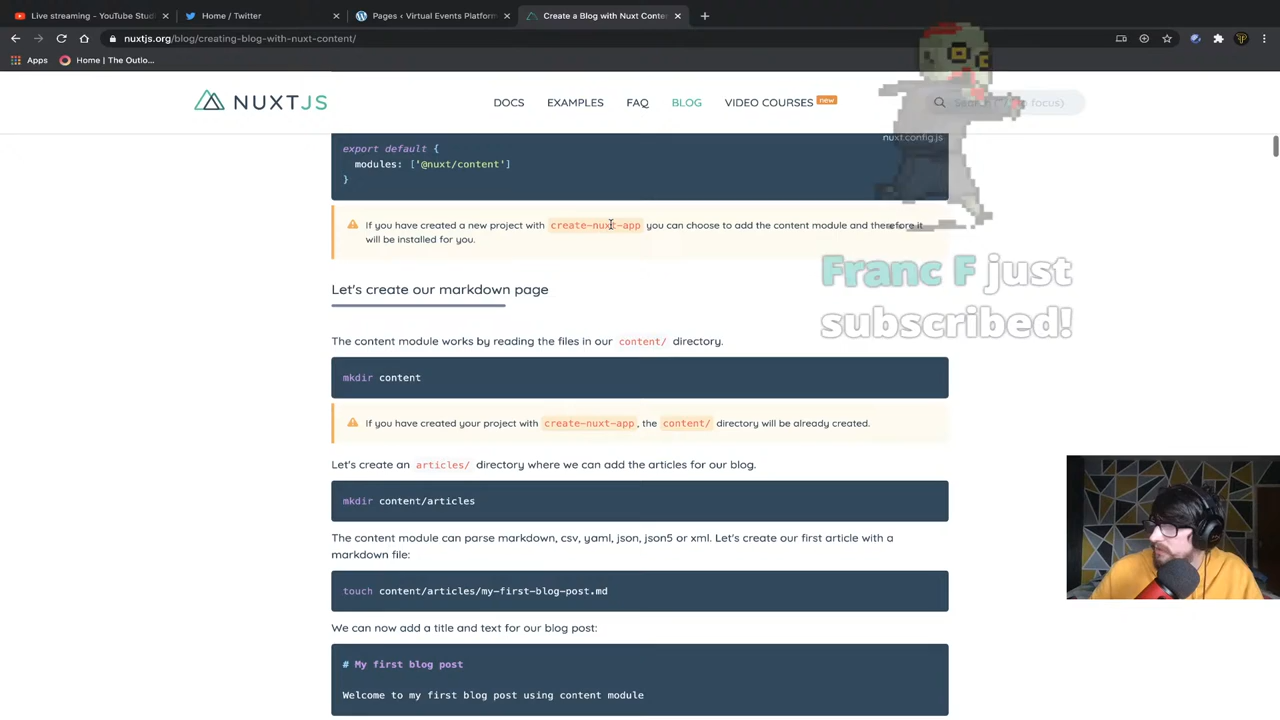 Live streaming - YouTube Stud
Home / Twitter
Pages ‹ Virtual Events Platform
Create a Blog with Nuxt Conten
nuxtjs.org/blog/creating-blog-with-nuxt-content/
Apps
Home | The Outlo...
NUXTJS
DOCS
EXAMPLES
FAQ
BLOG
VIDEO COURSES
new
Search ("/" to focus)
nuxt.config.js
export default {
modules: ['@nuxt/content']
}
If you have created a new project with create-nuxt-app you can choose to add the content module and therefore it
will be installed for you.
Franc F just
subscribed!
Let's create our markdown page
The content module works by reading the files in our content/ directory.
mkdir content
If you have created your project with create-nuxt-app, the content/ directory will be already created.
Let's create an articles/ directory where we can add the articles for our blog.
mkdir content/articles
The content module can parse markdown, csv, yaml, json, json5 or xml. Let's create our first article with a
markdown file:
touch content/articles/my-first-blog-post.md
We can now add a title and text for our blog post:
# My first blog post
Welcome to my first blog post using content module